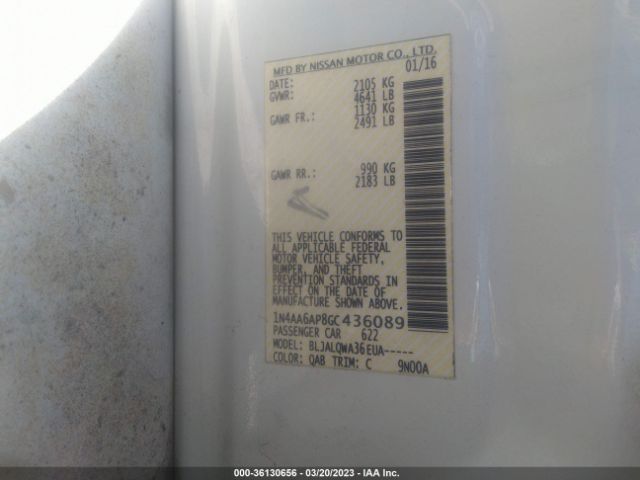 MFD BY NISSAN MOTOR CO., LTD.
DATE: 01/16
GVWR: 2105 KG
4641 LB
GAWR FR.: 1130 KG
2491 LB
GAWR RR.: 990 KG
2183 LB
THIS VEHICLE CONFORMS TO
ALL APPLICABLE FEDERAL
MOTOR VEHICLE SAFETY,
BUMPER, AND THEFT
PREVENTION STANDARDS IN
EFFECT ON THE DATE OF
MANUFACTURE SHOWN ABOVE.
1N4AA6AP8GC436089
PASSENGER CAR 622
MODEL: BLJALQWA36EUA-----
COLOR: QAB TRIM: C 9N00A
000-36130656 — 03/20/2023 — IAA Inc.